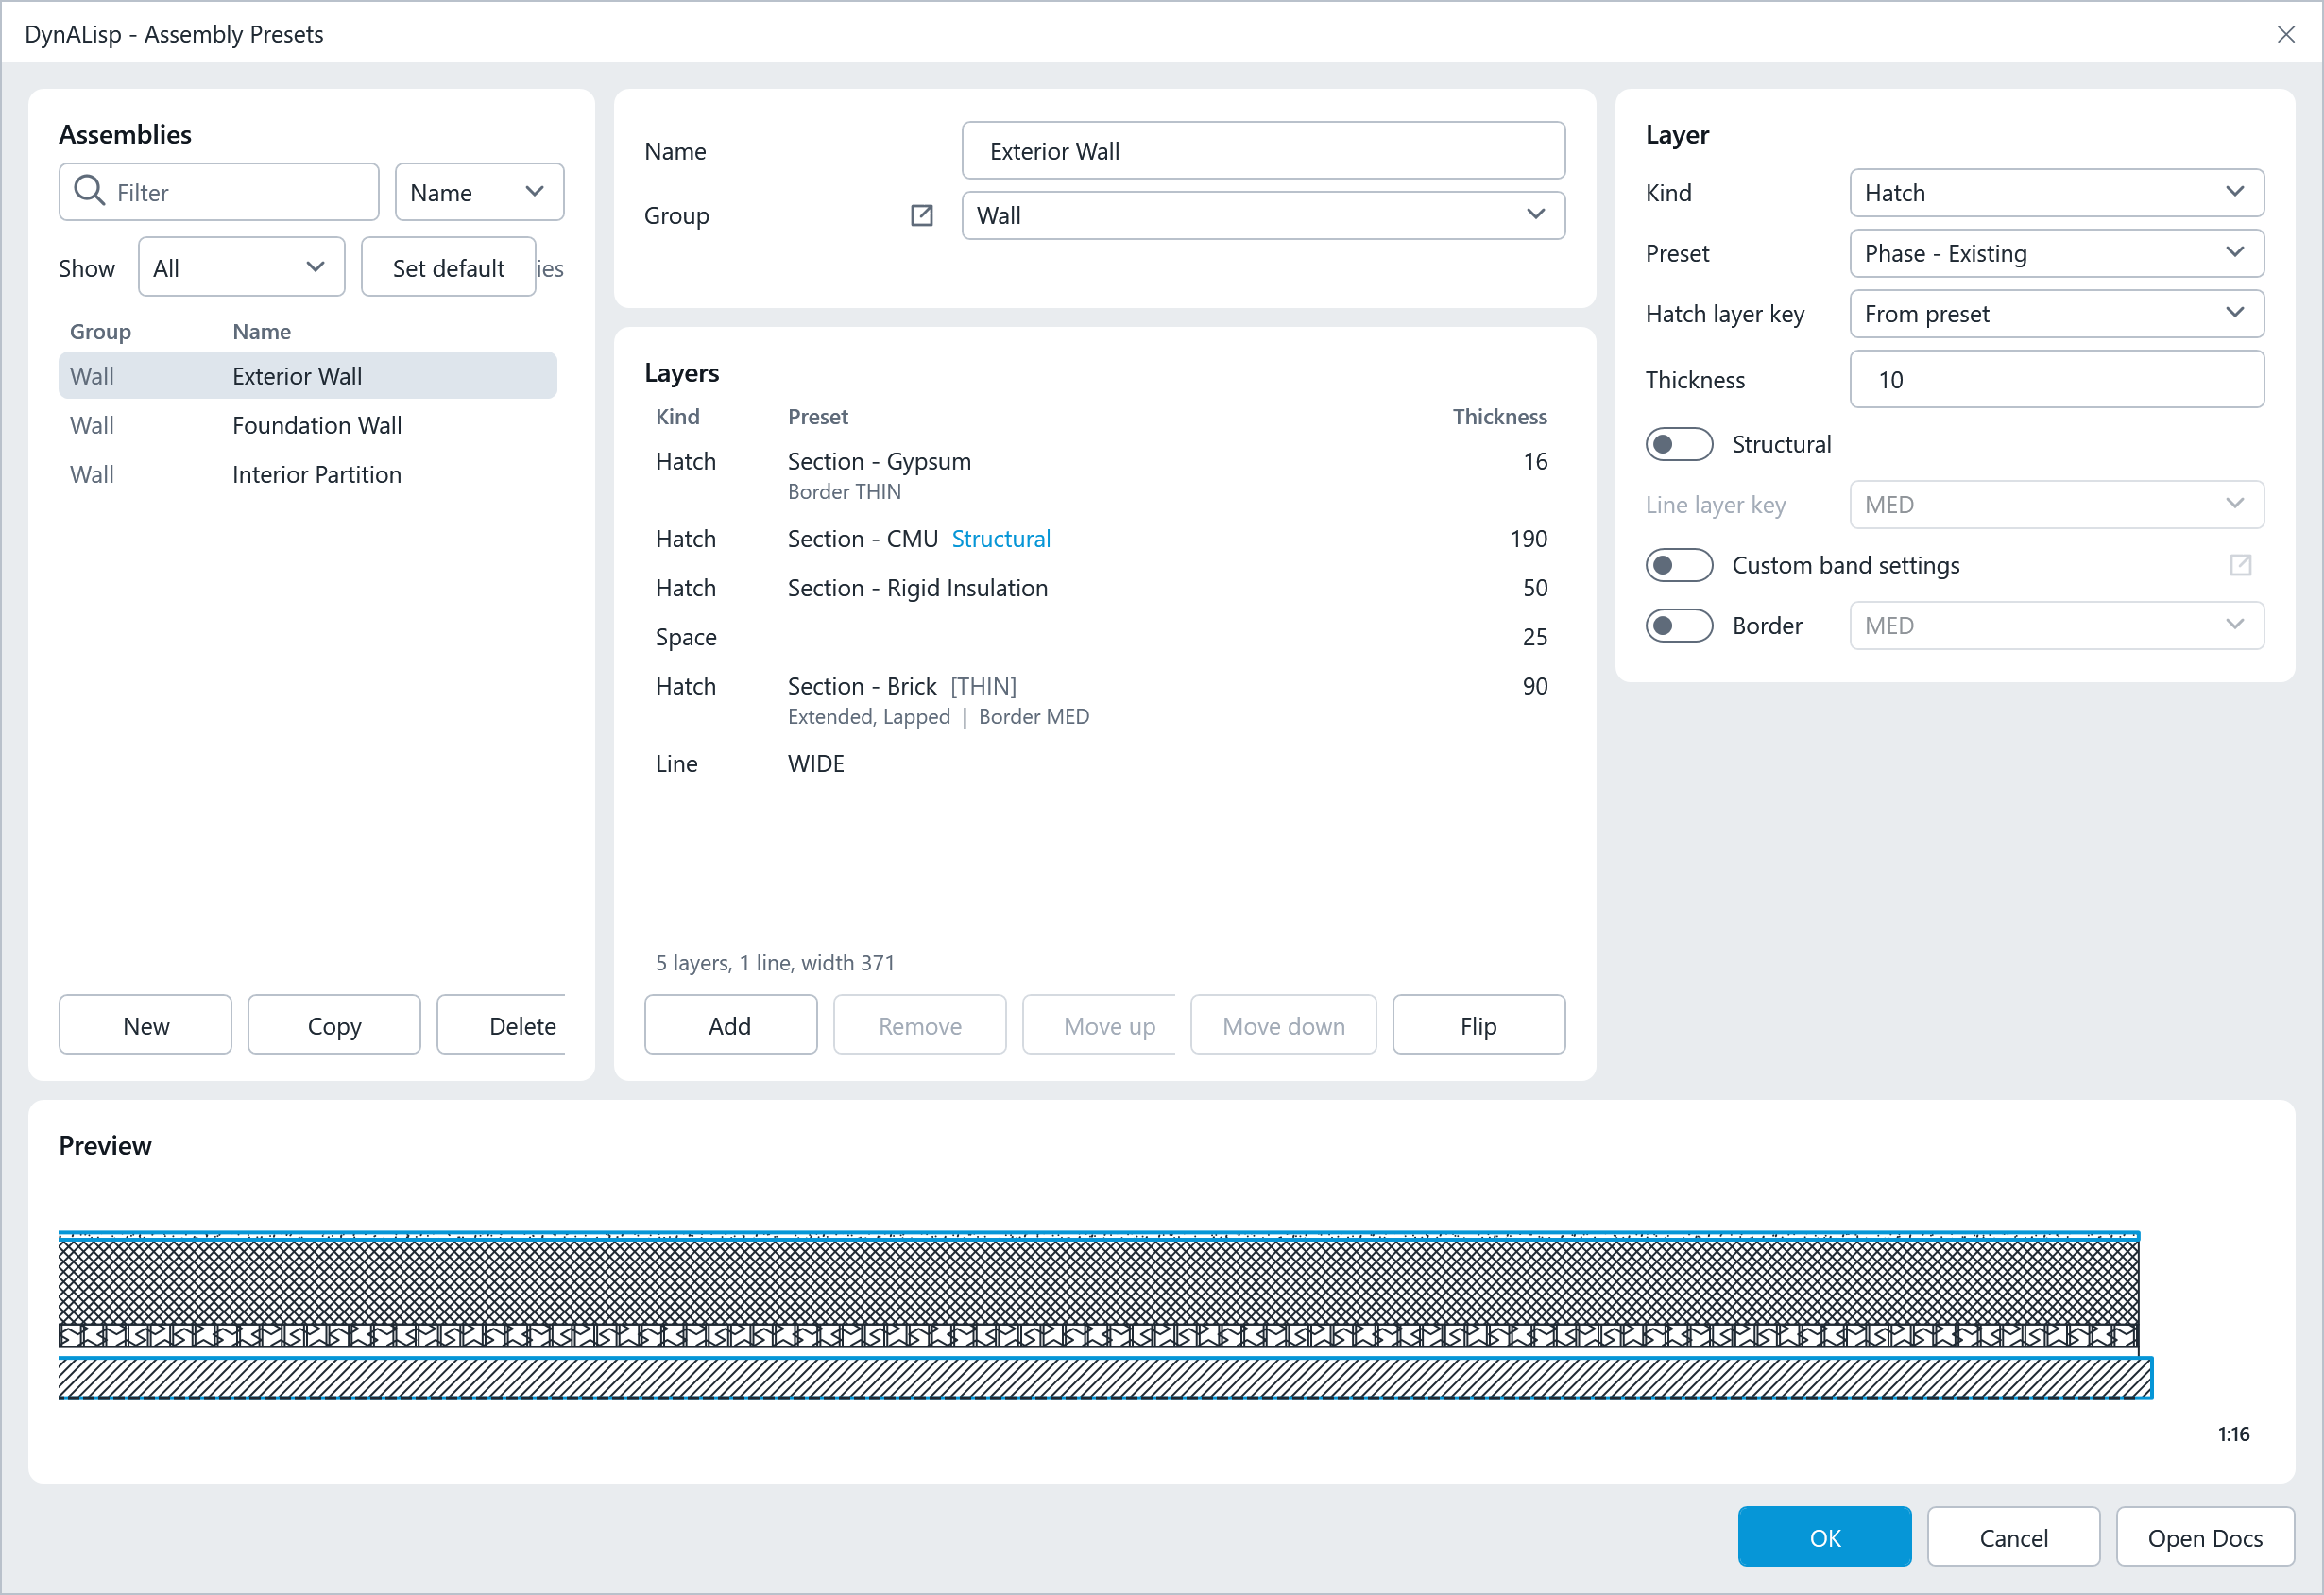 DynALisp - Assembly Presets
Assemblies
Filter
Name
Show
All
Set default
ies
Group Name
Wall Exterior Wall
Wall Foundation Wall
Wall Interior Partition
New
Copy
Delete
Name
Exterior Wall
Group
Wall
Layers
Kind Preset Thickness
Hatch Section - Gypsum 16
Border THIN
Hatch Section - CMU Structural 190
Hatch Section - Rigid Insulation 50
Space 25
Hatch Section - Brick [THIN] 90
Extended, Lapped | Border MED
Line WIDE
5 layers, 1 line, width 371
Add
Remove
Move up
Move down
Flip
Layer
Kind
Hatch
Preset
Phase - Existing
Hatch layer key
From preset
Thickness
10
Structural
Line layer key
MED
Custom band settings
Border
MED
Preview
1:16
OK
Cancel
Open Docs